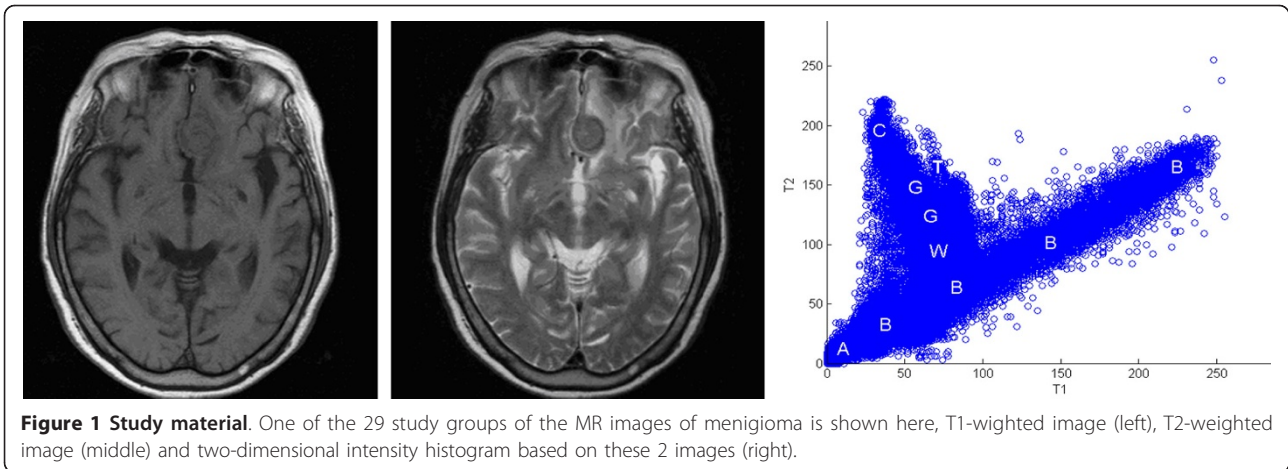 250
200
150
100
50
0
T2
C
T
G
G
W
B
B
B
B
A
0
50
100
150
200
250
T1
Figure 1 Study material. One of the 29 study groups of the MR images of menigioma is shown here, T1-wighted image (left), T2-weighted
image (middle) and two-dimensional intensity histogram based on these 2 images (right).